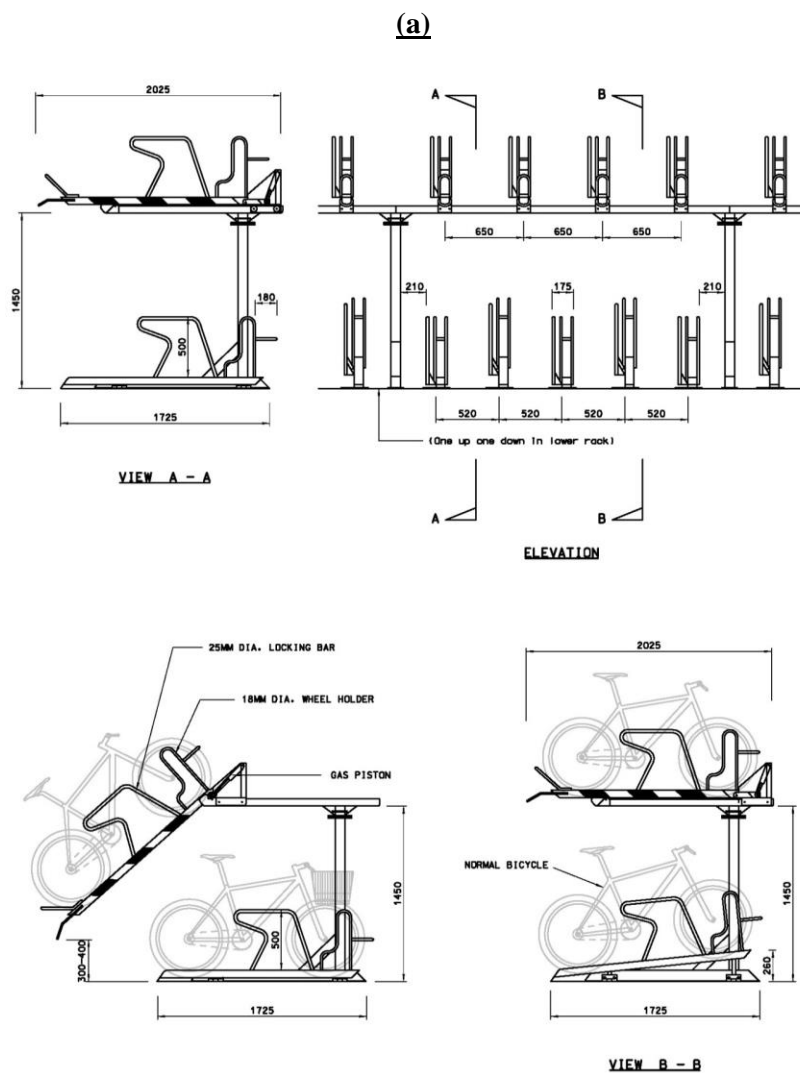 (a)
2025
1450
180
500
1725
VIEW A - A
A
B
650
650
650
210
175
210
520
520
520
520
(One up one down in lower rack)
A
B
ELEVATION
25MM DIA. LOCKING BAR
18MM DIA. WHEEL HOLDER
GAS PISTON
1450
500
300-400
1725
2025
NORMAL BICYCLE
1450
260
1725
VIEW B - B